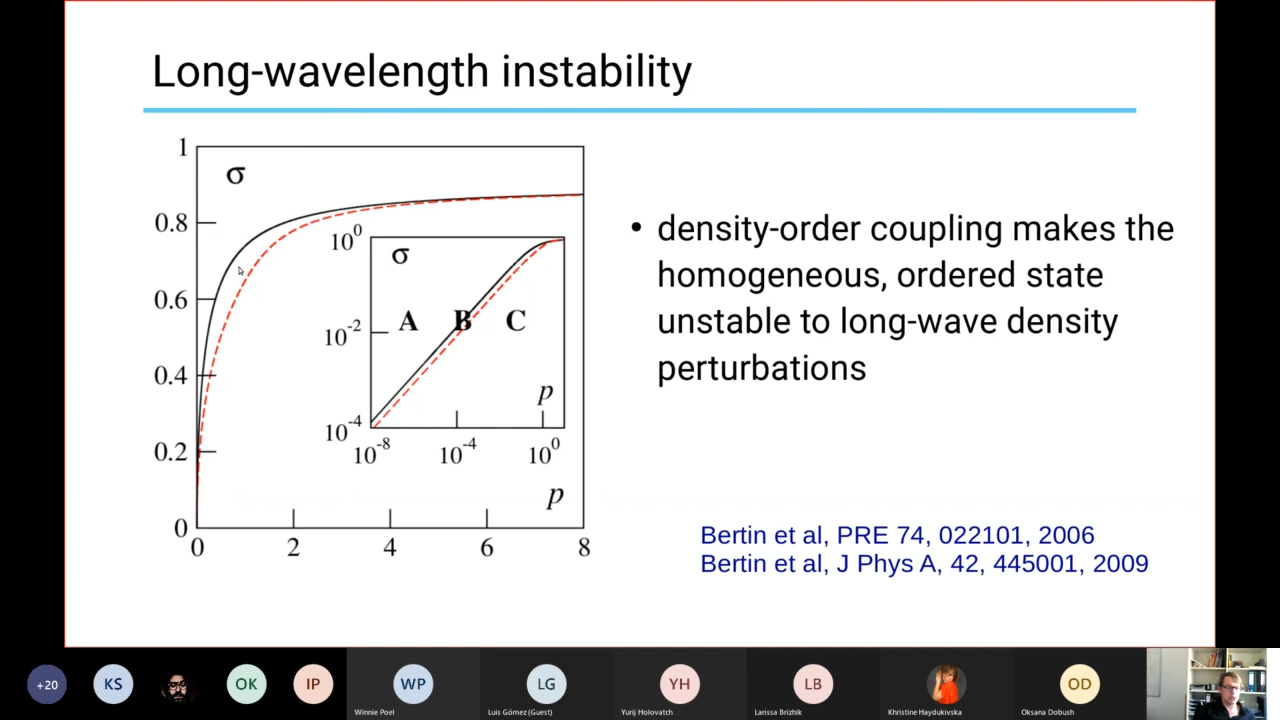 Long-wavelength instability
1
σ
0.8
0.6
0.4
0.2
0
0
2
4
6
8
p
10^0
σ
A B C
10^-2
p
10^-4
10^-8
10^-4
10^0
• density-order coupling makes the
homogeneous, ordered state
unstable to long-wave density
perturbations
Bertin et al, PRE 74, 022101, 2006
Bertin et al, J Phys A, 42, 445001, 2009
+20
KS
OK
IP
WP
LG
YH
LB
OD
Winnie Poel
Luis Gómez (Guest)
Yurij Holovatch
Larissa Brizhik
Khristine Haydukivska
Oksana Dobush